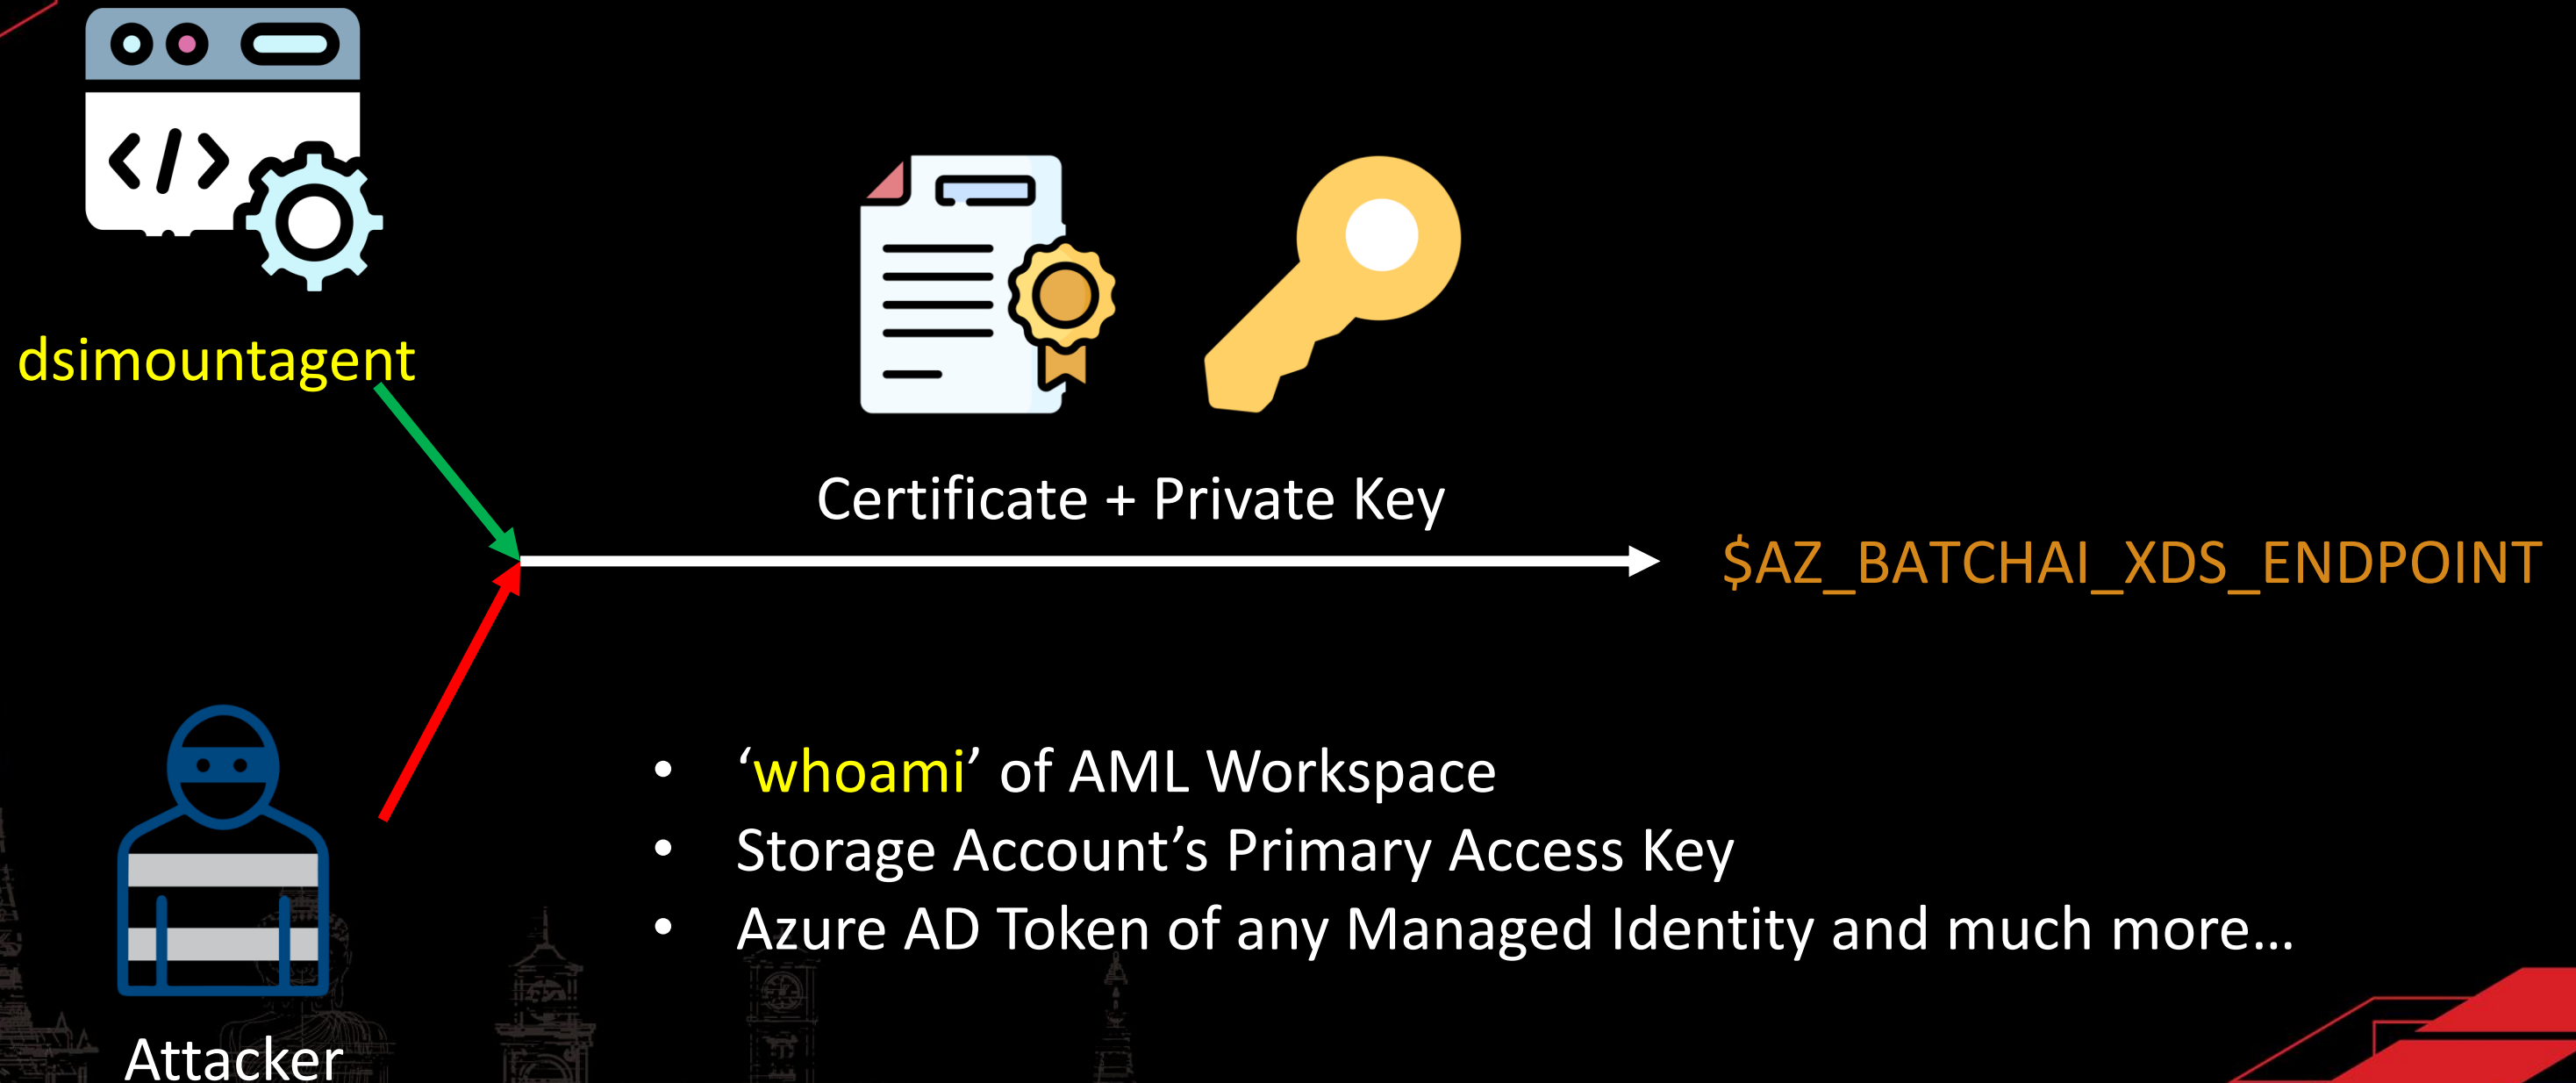 dsimountagent
Certificate + Private Key
$AZ_BATCHAI_XDS_ENDPOINT
• ‘whoami’ of AML Workspace
• Storage Account’s Primary Access Key
• Azure AD Token of any Managed Identity and much more…
Attacker